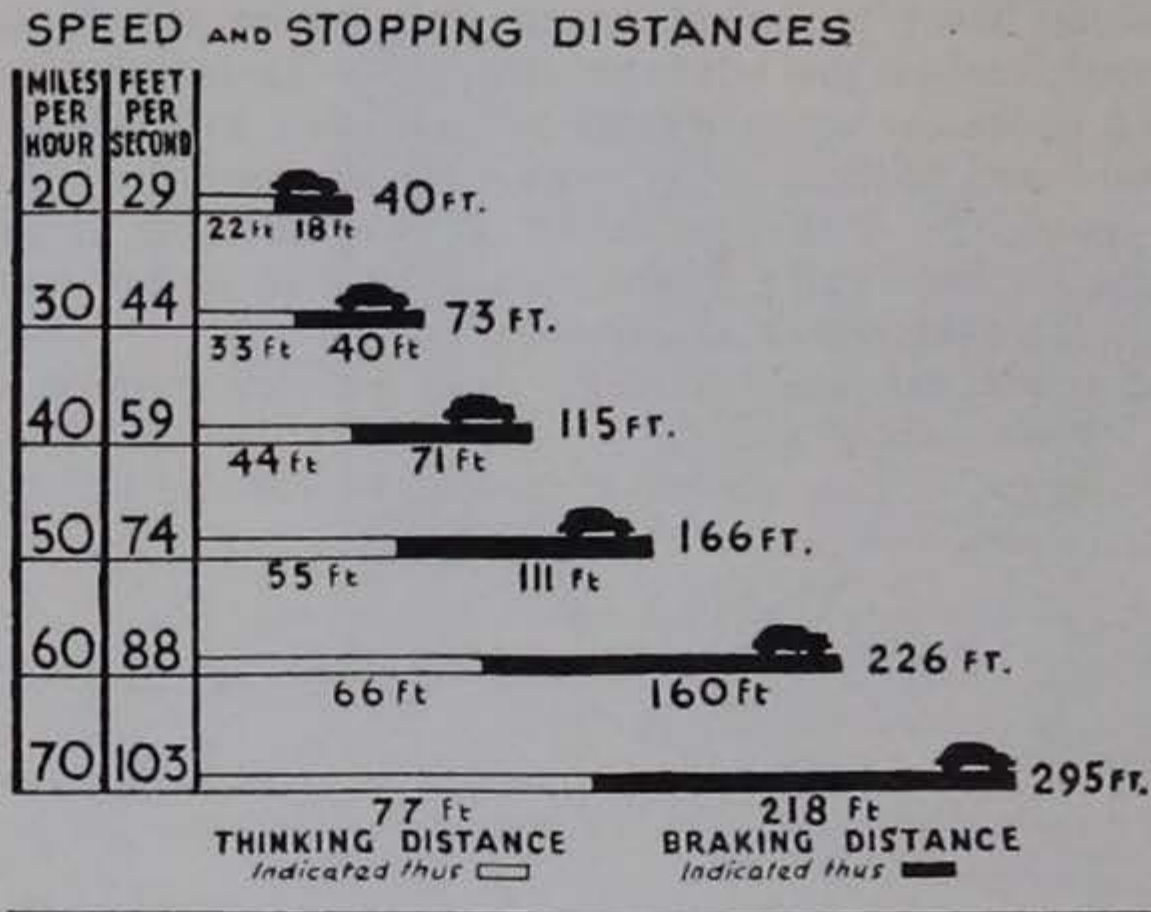 SPEED AND STOPPING DISTANCES
MILES PER HOUR
FEET PER SECOND
20 29 40 FT.
22 ft 18 ft
30 44 73 FT.
33 ft 40 ft
40 59 115 FT.
44 ft 71 ft
50 74 166 FT.
55 ft 111 ft
60 88 226 FT.
66 ft 160 ft
70 103 295 FT.
77 ft 218 ft
THINKING DISTANCE BRAKING DISTANCE
Indicated thus Indicated thus